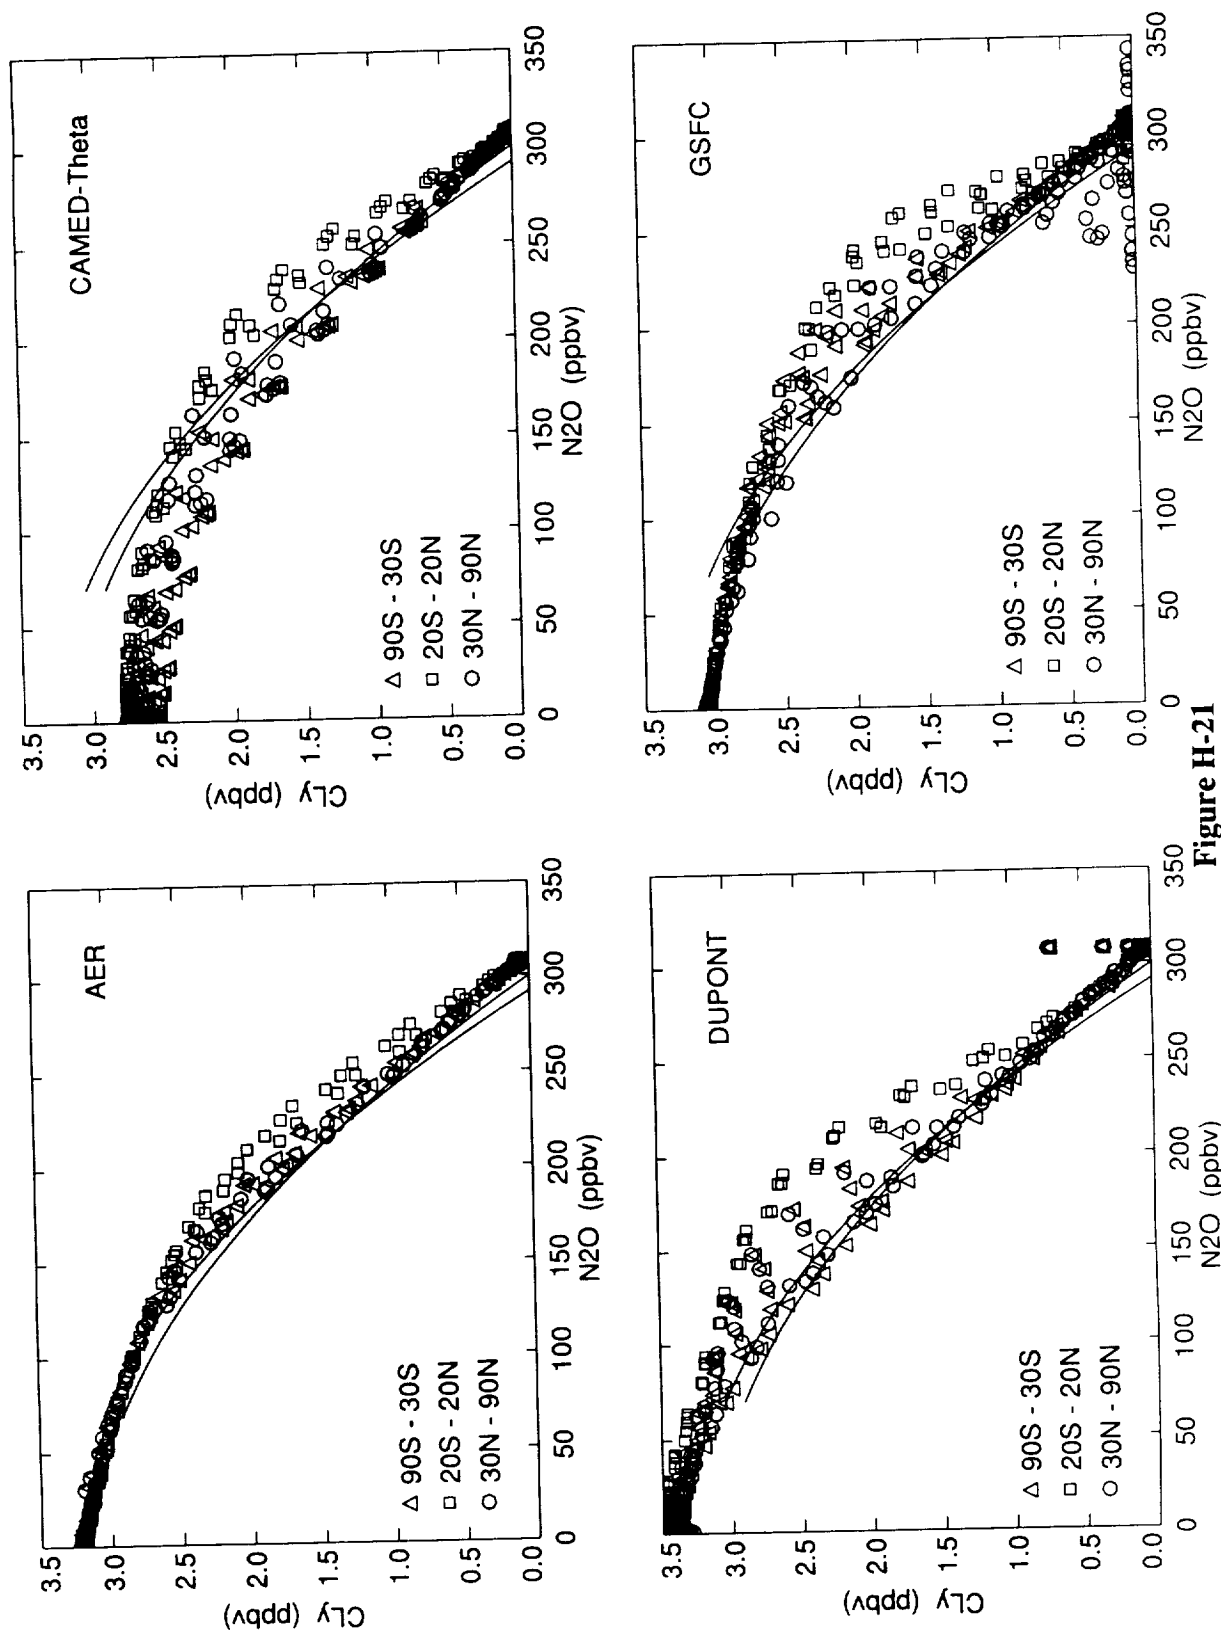 AER
CLy (ppbv)
3.5
3.0
2.5
2.0
1.5
1.0
0.5
0.0
△ 90S - 30S
□ 20S - 20N
○ 30N - 90N
0 50 100 150 200 250 300 350
N2O (ppbv)
CAMED-Theta
CLy (ppbv)
3.5
3.0
2.5
2.0
1.5
1.0
0.5
0.0
△ 90S - 30S
□ 20S - 20N
○ 30N - 90N
0 50 100 150 200 250 300 350
N2O (ppbv)
DUPONT
CLy (ppbv)
3.5
3.0
2.5
2.0
1.5
1.0
0.5
0.0
△ 90S - 30S
□ 20S - 20N
○ 30N - 90N
0 50 100 150 200 250 300 350
N2O (ppbv)
GSFC
CLy (ppbv)
3.5
3.0
2.5
2.0
1.5
1.0
0.5
0.0
△ 90S - 30S
□ 20S - 20N
○ 30N - 90N
0 50 100 150 200 250 300 350
N2O (ppbv)
Figure H-21